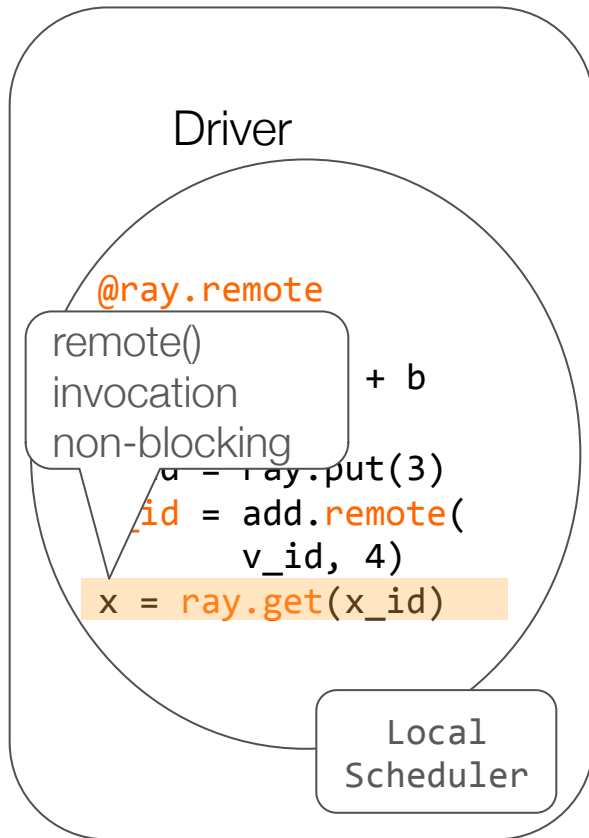 Driver
@ray.remote
remote()
invocation
non-blocking
+ b
= ray.put(3)
_id = add.remote(
v_id, 4)
x = ray.get(x_id)
Local
Scheduler